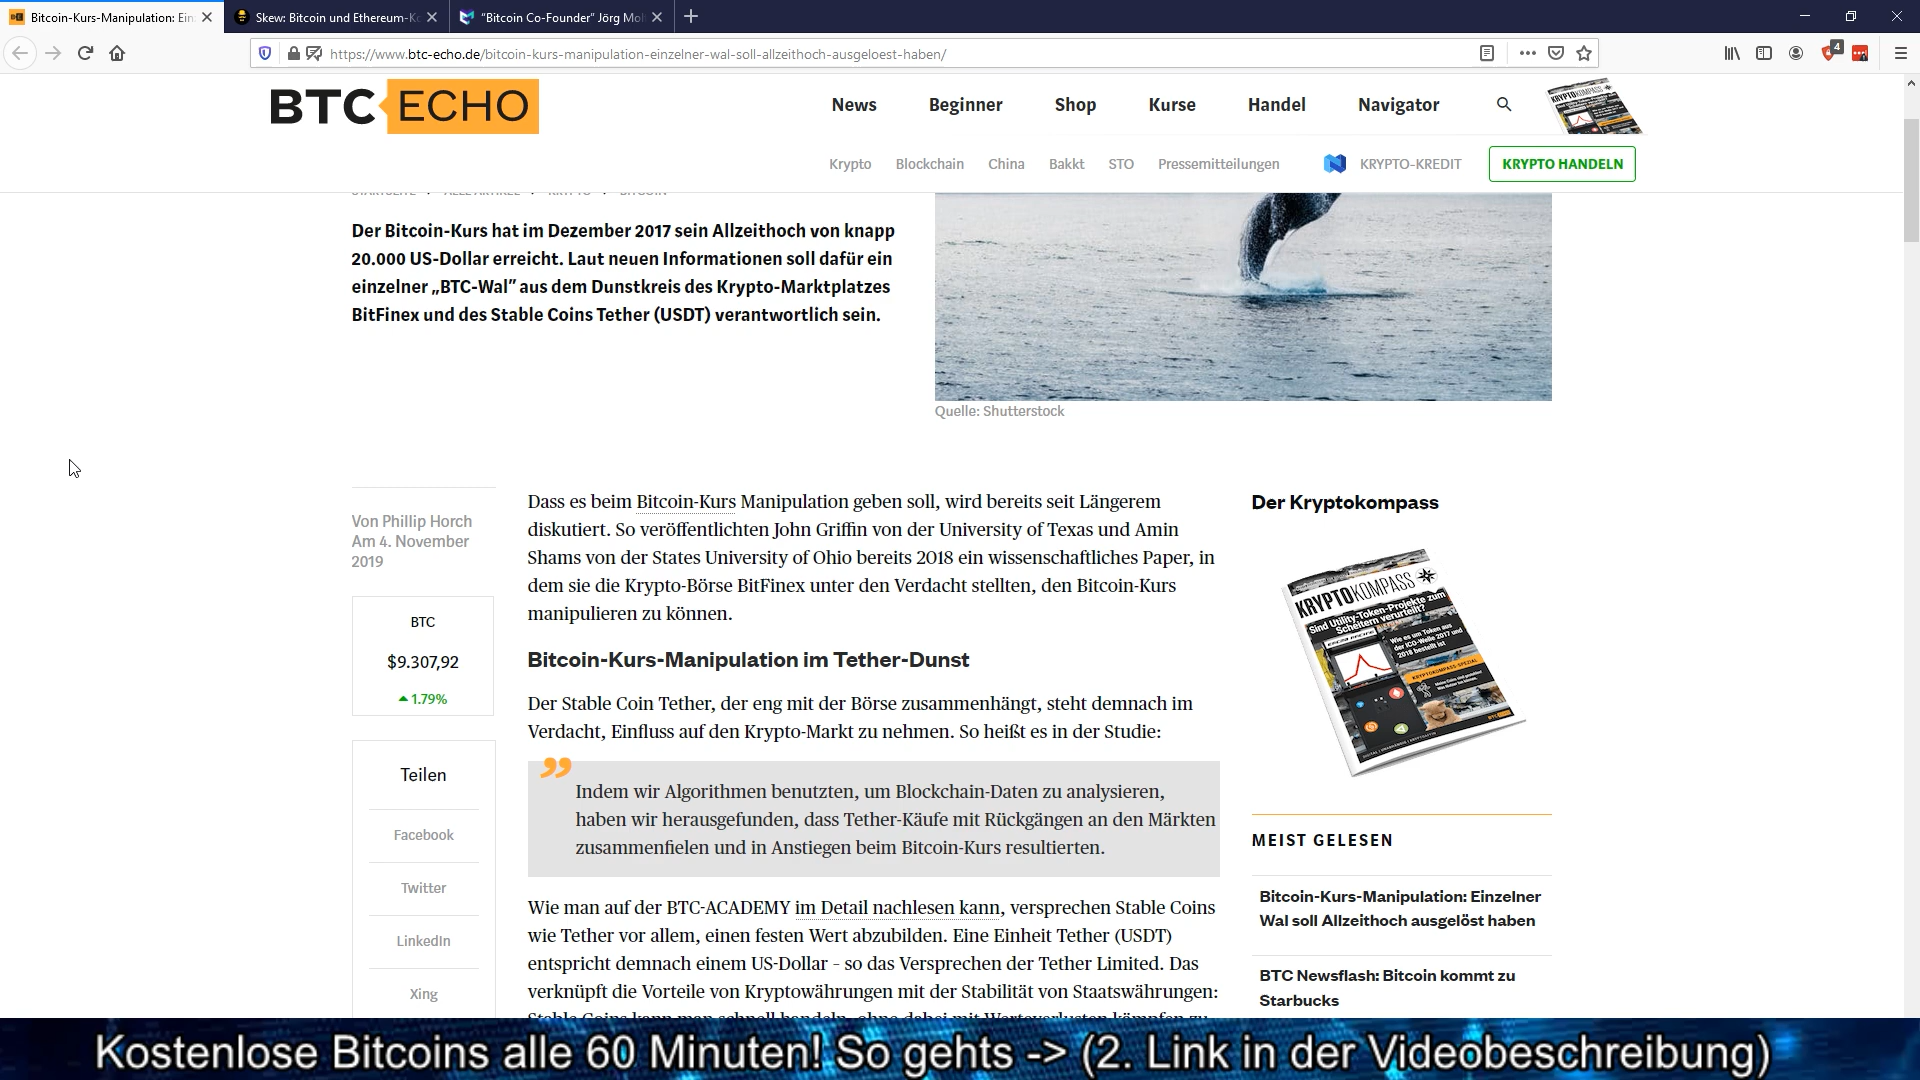 Bitcoin-Kurs-Manipulation: Ein
Skew: Bitcoin und Ethereum-Ko
"Bitcoin Co-Founder" Jörg Mol
https://www.btc-echo.de/bitcoin-kurs-manipulation-einzelner-wal-soll-allzeithoch-ausgeloest-haben/
4
BTC ECHO
News Beginner Shop Kurse Handel Navigator
Krypto Blockchain China Bakkt STO Pressemitteilungen KRYPTO-KREDIT KRYPTO HANDELN
Der Bitcoin-Kurs hat im Dezember 2017 sein Allzeithoch von knapp
20.000 US-Dollar erreicht. Laut neuen Informationen soll dafür ein
einzelner „BTC-Wal” aus dem Dunstkreis des Krypto-Marktplatzes
BitFinex und des Stable Coins Tether (USDT) verantwortlich sein.
Quelle: Shutterstock
Von Phillip Horch
Am 4. November
2019
BTC
$9.307,92
1.79%
Teilen
Facebook
Twitter
LinkedIn
Xing
Dass es beim Bitcoin-Kurs Manipulation geben soll, wird bereits seit Längerem
diskutiert. So veröffentlichten John Griffin von der University of Texas und Amin
Shams von der States University of Ohio bereits 2018 ein wissenschaftliches Paper, in
dem sie die Krypto-Börse BitFinex unter den Verdacht stellten, den Bitcoin-Kurs
manipulieren zu können.
Bitcoin-Kurs-Manipulation im Tether-Dunst
Der Stable Coin Tether, der eng mit der Börse zusammenhängt, steht demnach im
Verdacht, Einfluss auf den Krypto-Markt zu nehmen. So heißt es in der Studie:
Indem wir Algorithmen benutzten, um Blockchain-Daten zu analysieren,
haben wir herausgefunden, dass Tether-Käufe mit Rückgängen an den Märkten
zusammenfielen und in Anstiegen beim Bitcoin-Kurs resultierten.
Wie man auf der BTC-ACADEMY im Detail nachlesen kann, versprechen Stable Coins
wie Tether vor allem, einen festen Wert abzubilden. Eine Einheit Tether (USDT)
entspricht demnach einem US-Dollar – so das Versprechen der Tether Limited. Das
verknüpft die Vorteile von Kryptowährungen mit der Stabilität von Staatswährungen:
Der Kryptokompass
KRYPTOKOMPASS
Sind Utility-Token-Projekte zum
Scheitern verurteilt?
Wie es um Token aus
der ICO-Welle 2017 und
2018 bestellt ist
MEIST GELESEN
Bitcoin-Kurs-Manipulation: Einzelner
Wal soll Allzeithoch ausgelöst haben
BTC Newsflash: Bitcoin kommt zu
Starbucks
Kostenlose Bitcoins alle 60 Minuten! So gehts -> (2. Link in der Videobeschreibung)